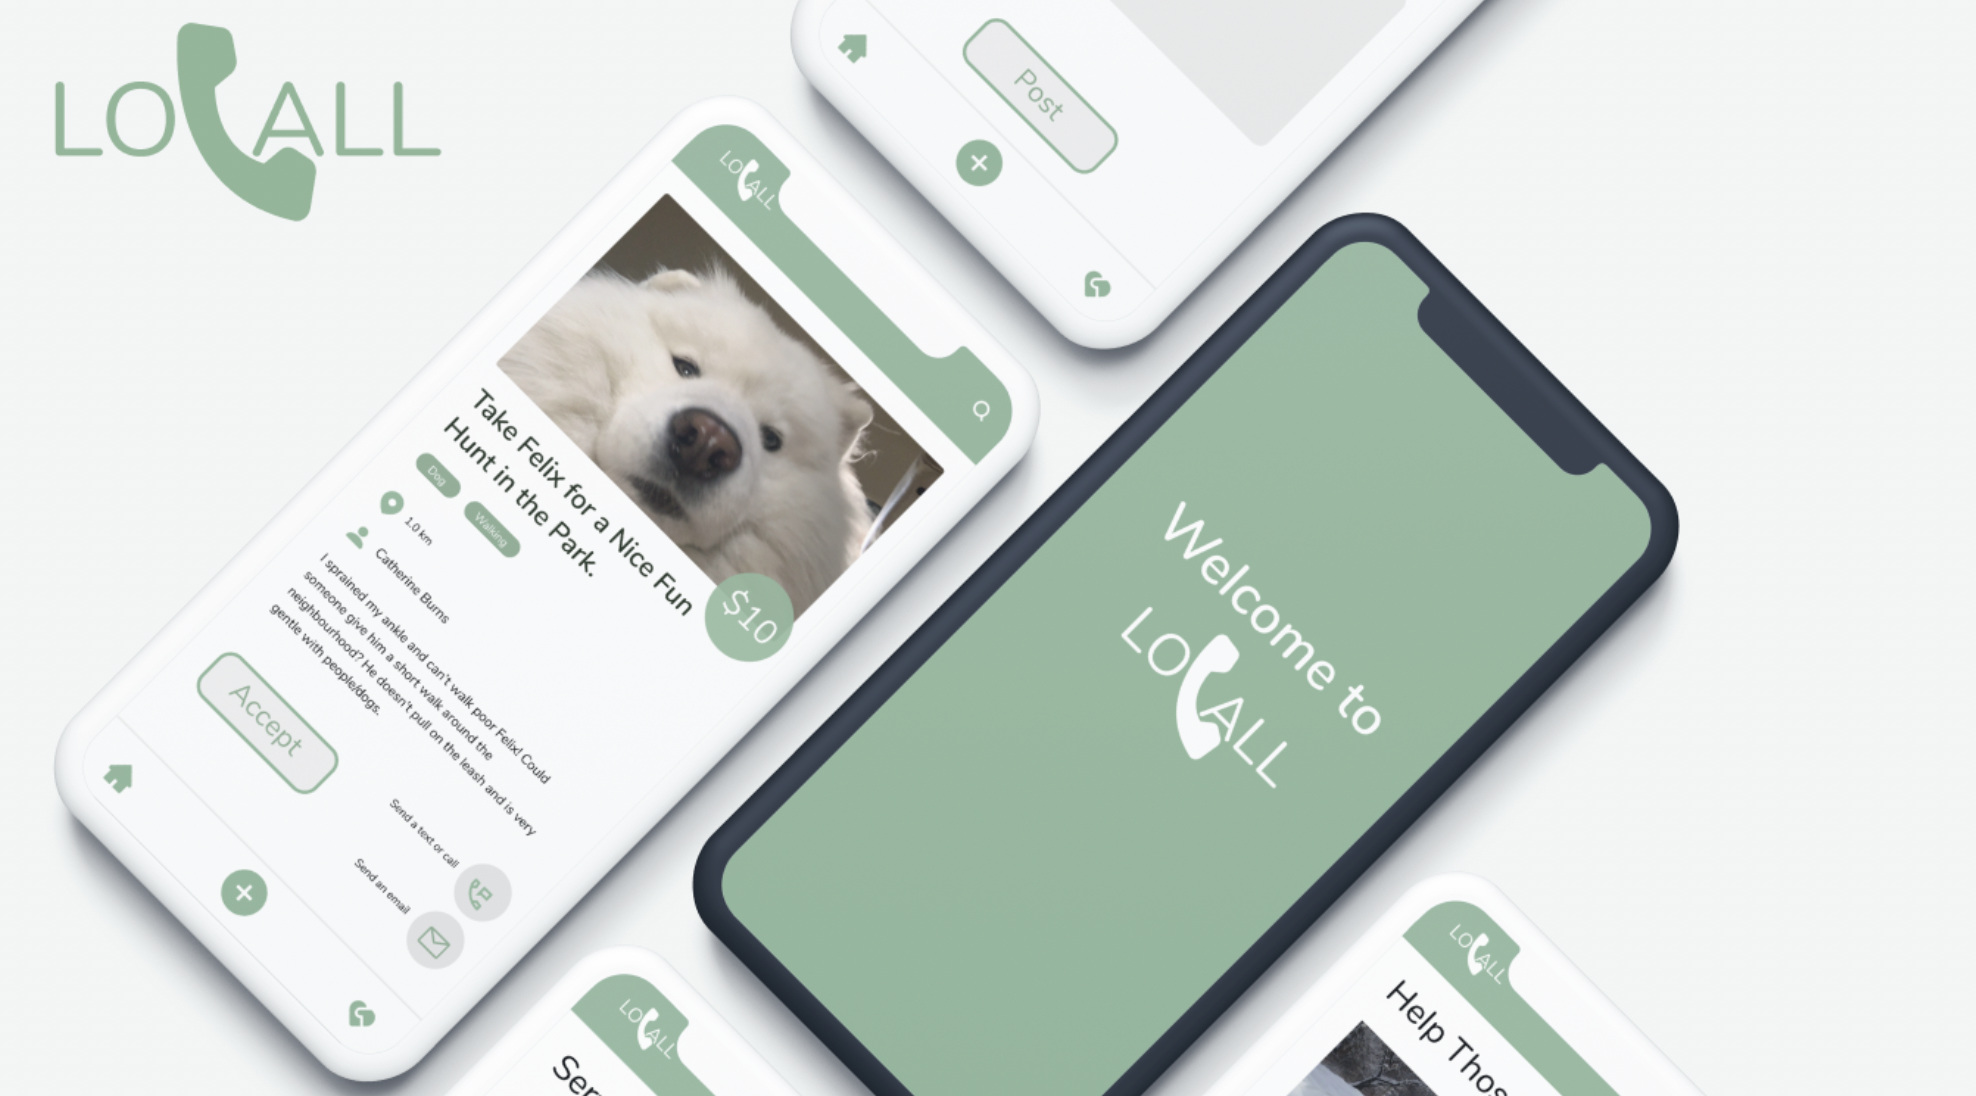 LOCALL
LOCALL
Take Felix for a Nice Fun
Hunt in the Park.
$10
Dog
Walking
1.0 km
Catherine Burns
I sprained my ankle and can't walk poor Felix! Could
someone give him a short walk around the
neighbourhood? He doesn't pull on the leash and is very
gentle with people/dogs.
Accept
Send a text or call
Send an email
Post
Welcome to
LOCALL
LOCALL
Ser
LOCALL
Help Thos